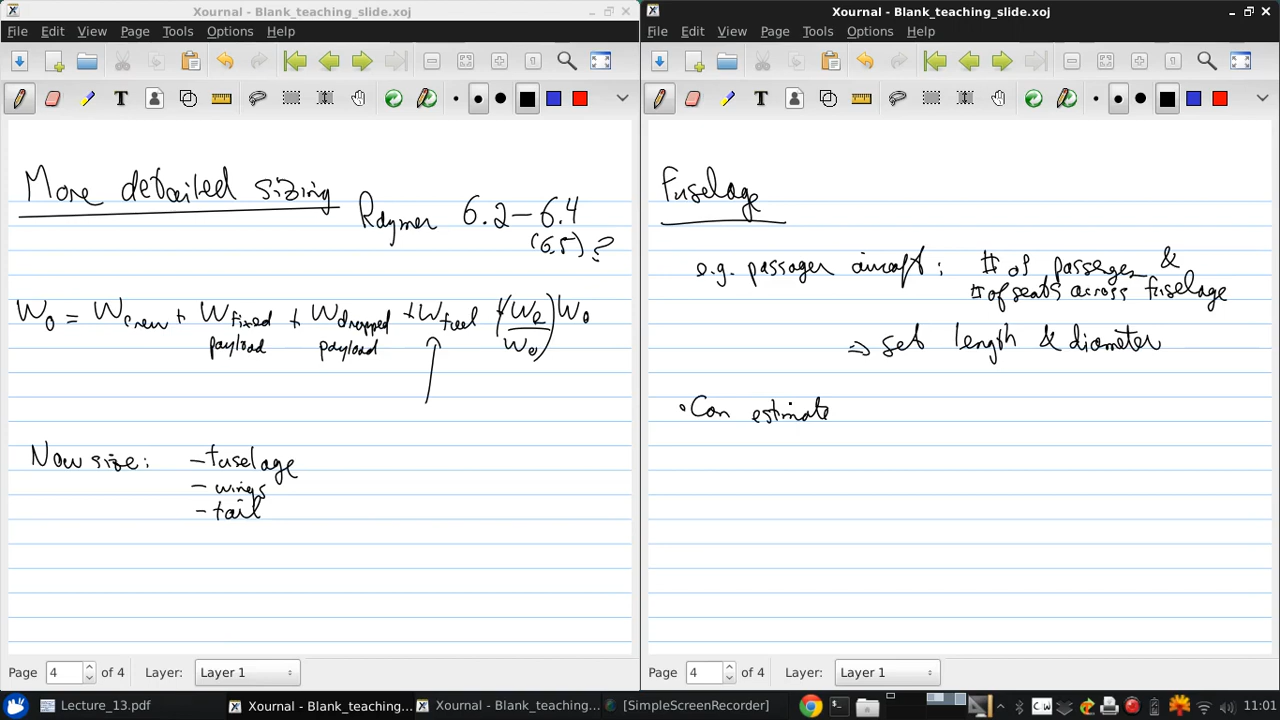 Xournal - Blank_teaching_slide.xoj
File Edit View Page Tools Options Help
More detailed sizing
Raymer 6.2-6.4
(6.5)?
W0 = Wcrew + Wfixed payload + Wdropped payload + Wfuel + (We/W0)W0
Now size: - fuselage
- wings
- tail
Page 4 of 4 Layer: Layer 1
Xournal - Blank_teaching_slide.xoj
File Edit View Page Tools Options Help
Fuselage
e.g. passager aircraft: # of passenger &
# of seats across fuselage
⇒ set length & diameter
• Can estimate
Page 4 of 4 Layer: Layer 1
Lecture_13.pdf Xournal - Blank_teaching_slide.... Xournal - Blank_teaching_slide.... [SimpleScreenRecorder] CW 11:01